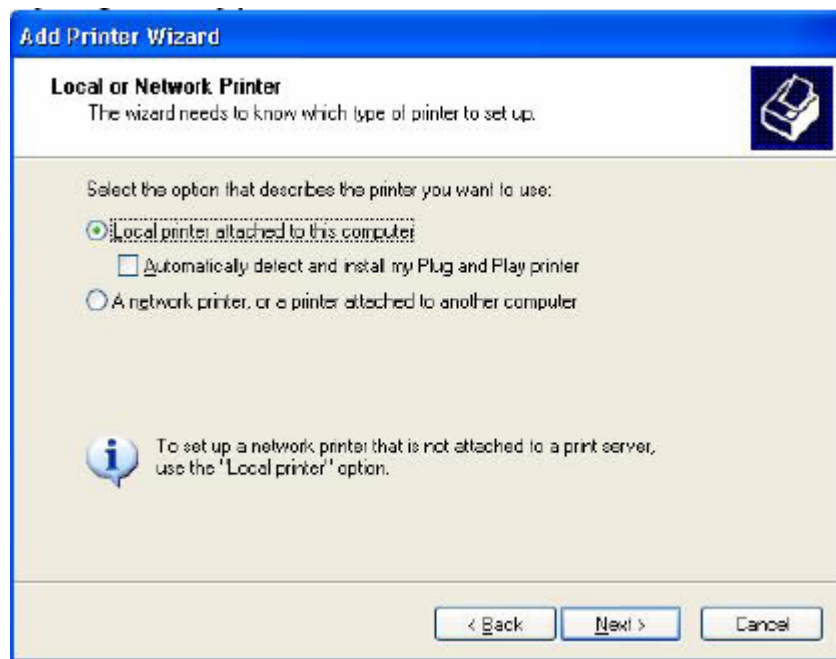 Add Printer Wizard
Local or Network Printer
The wizard needs to know which type of printer to set up.
Select the option that describes the printer you want to use:
Local printer attached to this computer
Automatically detect and install my Plug and Play printer
A network printer, or a printer attached to another computer
To set up a network printer that is not attached to a print server,
use the "Local printer" option.
< Back Next > Cancel